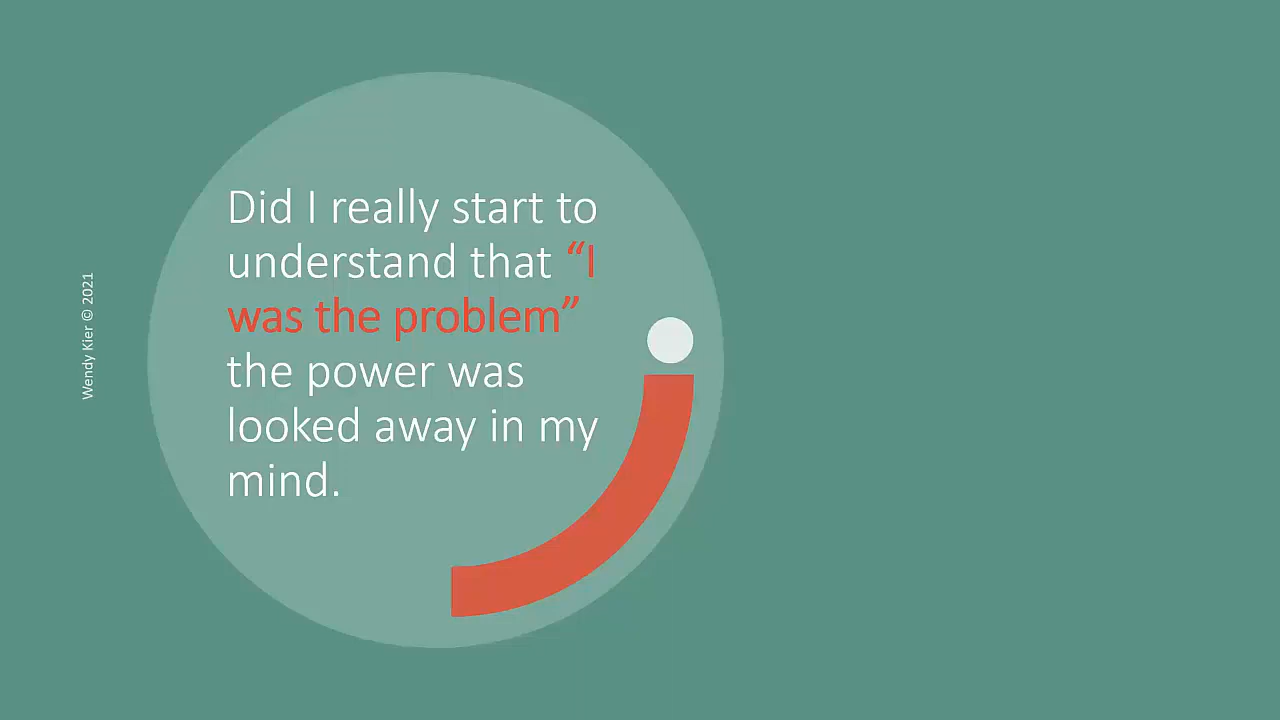 Did I really start to
understand that “I
was the problem”
the power was
looked away in my
mind.
Wendy Kier © 2021